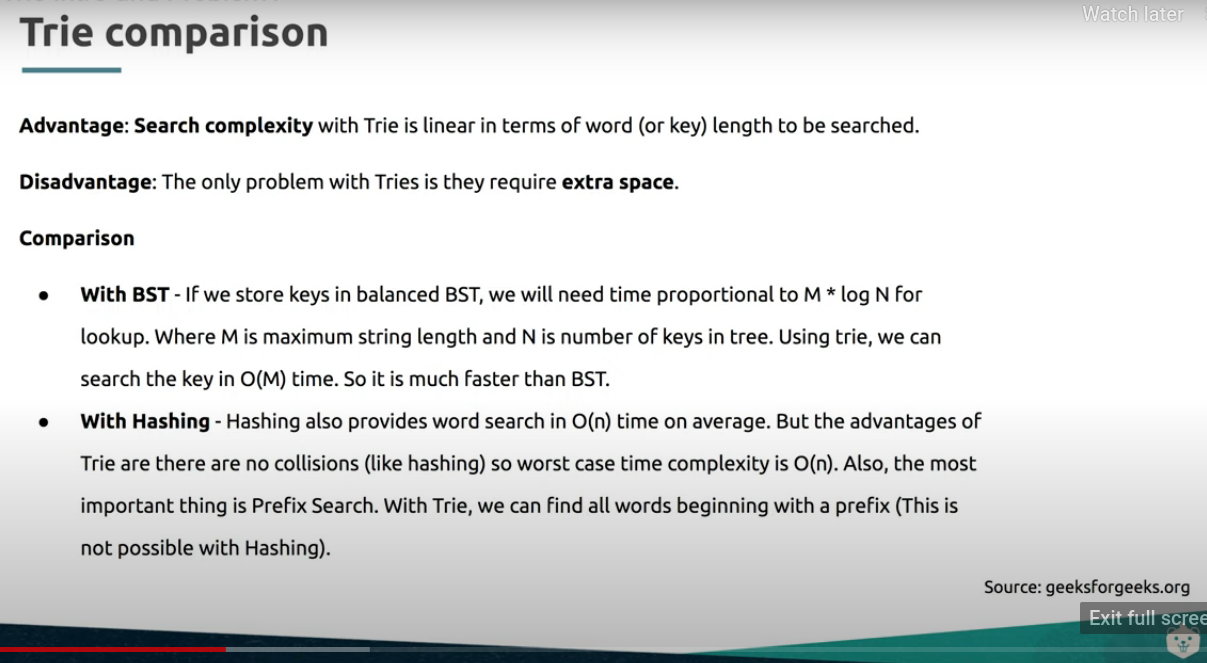 Watch later
Trie comparison
Advantage: Search complexity with Trie is linear in terms of word (or key) length to be searched.
Disadvantage: The only problem with Tries is they require extra space.
Comparison
● With BST - If we store keys in balanced BST, we will need time proportional to M * log N for
lookup. Where M is maximum string length and N is number of keys in tree. Using trie, we can
search the key in O(M) time. So it is much faster than BST.
● With Hashing - Hashing also provides word search in O(n) time on average. But the advantages of
Trie are there are no collisions (like hashing) so worst case time complexity is O(n). Also, the most
important thing is Prefix Search. With Trie, we can find all words beginning with a prefix (This is
not possible with Hashing).
Source: geeksforgeeks.org
Exit full scree